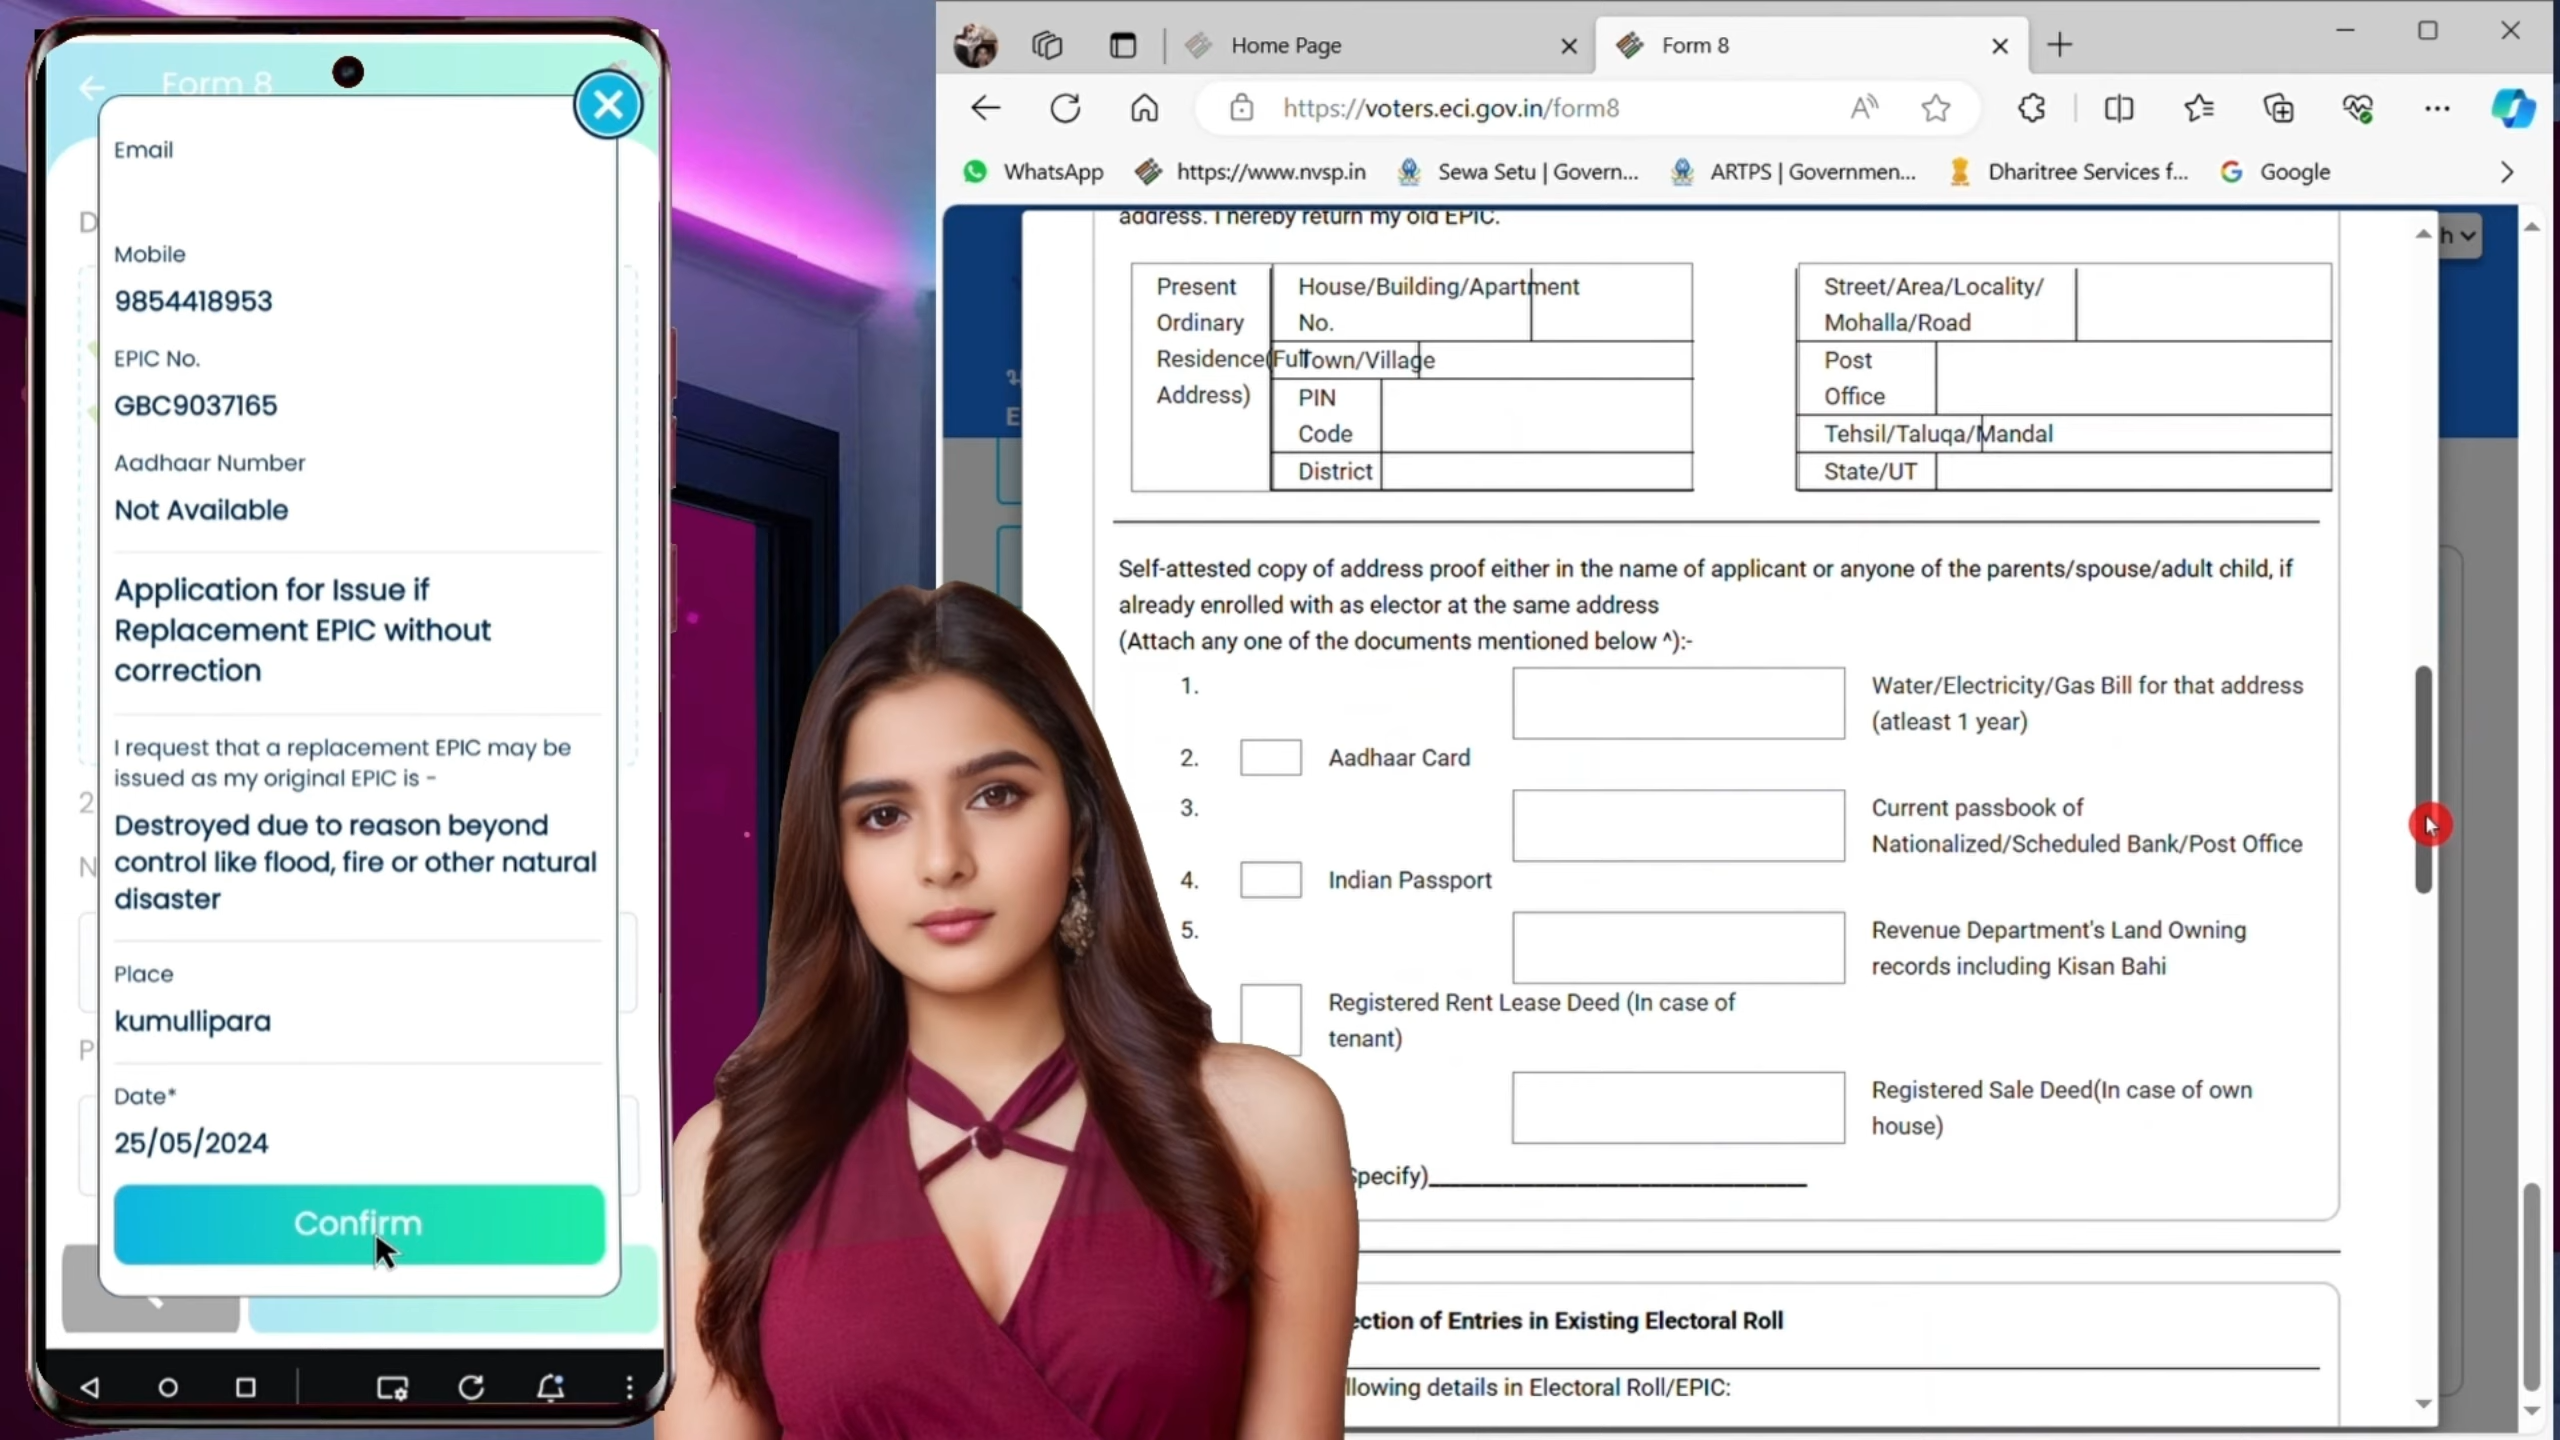 Form 8
Email
Mobile
9854418953
EPIC No.
GBC9037165
Aadhaar Number
Not Available
Application for Issue if
Replacement EPIC without
correction
I request that a replacement EPIC may be
issued as my original EPIC is -
Destroyed due to reason beyond
control like flood, fire or other natural
disaster
Place
kumullipara
Date*
25/05/2024
Confirm
Home Page
Form 8
https://voters.eci.gov.in/form8
WhatsApp
https://www.nvsp.in
Sewa Setu | Govern...
ARTPS | Governmen...
Dharitree Services f...
Google
address. I hereby return my old EPIC.
Present
Ordinary
Residence(Full
Address)
House/Building/Apartment
No.
Town/Village
PIN
Code
District
Street/Area/Locality/
Mohalla/Road
Post
Office
Tehsil/Taluqa/Mandal
State/UT
Self-attested copy of address proof either in the name of applicant or anyone of the parents/spouse/adult child, if
already enrolled with as elector at the same address
(Attach any one of the documents mentioned below ^):-
1.
Water/Electricity/Gas Bill for that address
(atleast 1 year)
2.
Aadhaar Card
3.
Current passbook of
Nationalized/Scheduled Bank/Post Office
4.
Indian Passport
5.
Revenue Department's Land Owning
records including Kisan Bahi
Registered Rent Lease Deed (In case of
tenant)
Registered Sale Deed(In case of own
house)
Specify)
ection of Entries in Existing Electoral Roll
llowing details in Electoral Roll/EPIC: